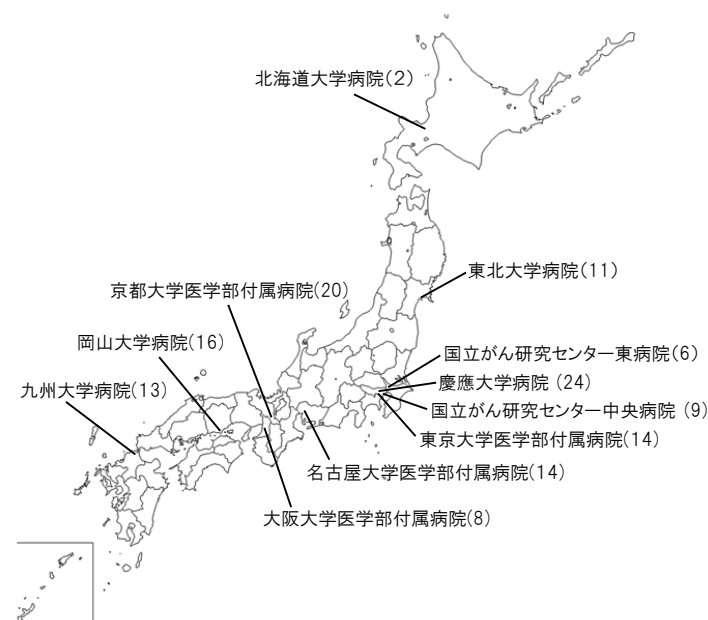 北海道大学病院(2)
東北大学病院(11)
京都大学医学部付属病院(20)
岡山大学病院(16)
国立がん研究センター東病院(6)
慶應大学病院 (24)
九州大学病院(13)
国立がん研究センター中央病院 (9)
東京大学医学部付属病院(14)
名古屋大学医学部付属病院(14)
大阪大学医学部付属病院(8)